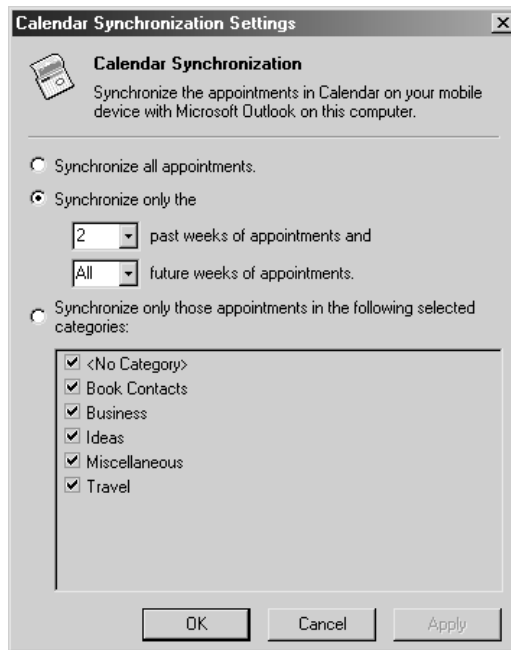 Calendar Synchronization Settings
Calendar Synchronization
Synchronize the appointments in Calendar on your mobile
device with Microsoft Outlook on this computer.
Synchronize all appointments.
Synchronize only the
2 past weeks of appointments and
All future weeks of appointments.
Synchronize only those appointments in the following selected
categories:
<No Category>
Book Contacts
Business
Ideas
Miscellaneous
Travel
OK Cancel Apply